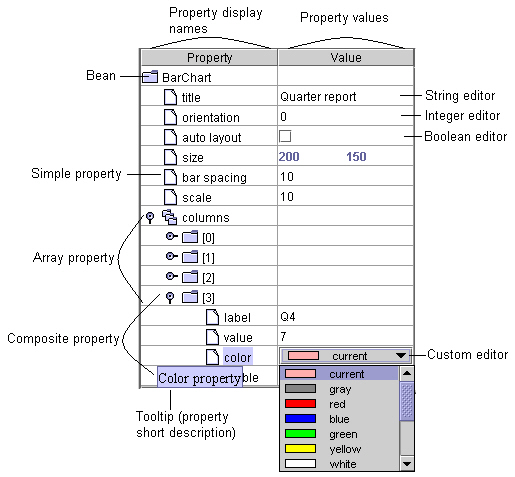 Property display names
Property values
Property Value
Bean BarChart
title Quarter report String editor
orientation 0 Integer editor
auto layout Boolean editor
size 200 150
Simple property bar spacing 10
scale 10
columns
[0]
Array property [1]
[2]
[3]
label Q4
Composite property value 7
color current Custom editor
Color property ble current
gray
Tooltip (property short description) red
blue
green
yellow
white